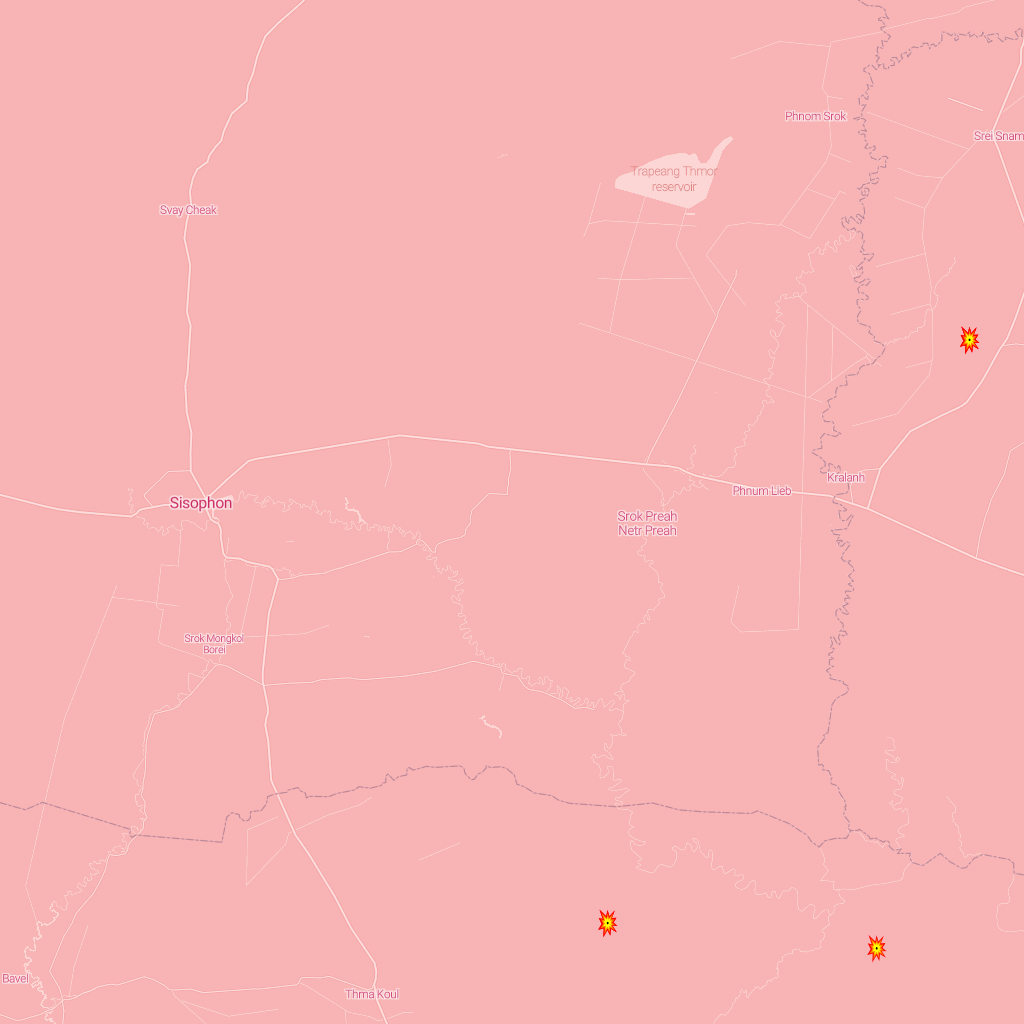 Phnom Srok
Srei Snam
Trapeang Thmor
reservoir
Svay Cheak
Kralanh
Phnum Lieb
Sisophon
Srok Preah
Netr Preah
Srok Mongkol
Borei
Bavel
Thma Koul